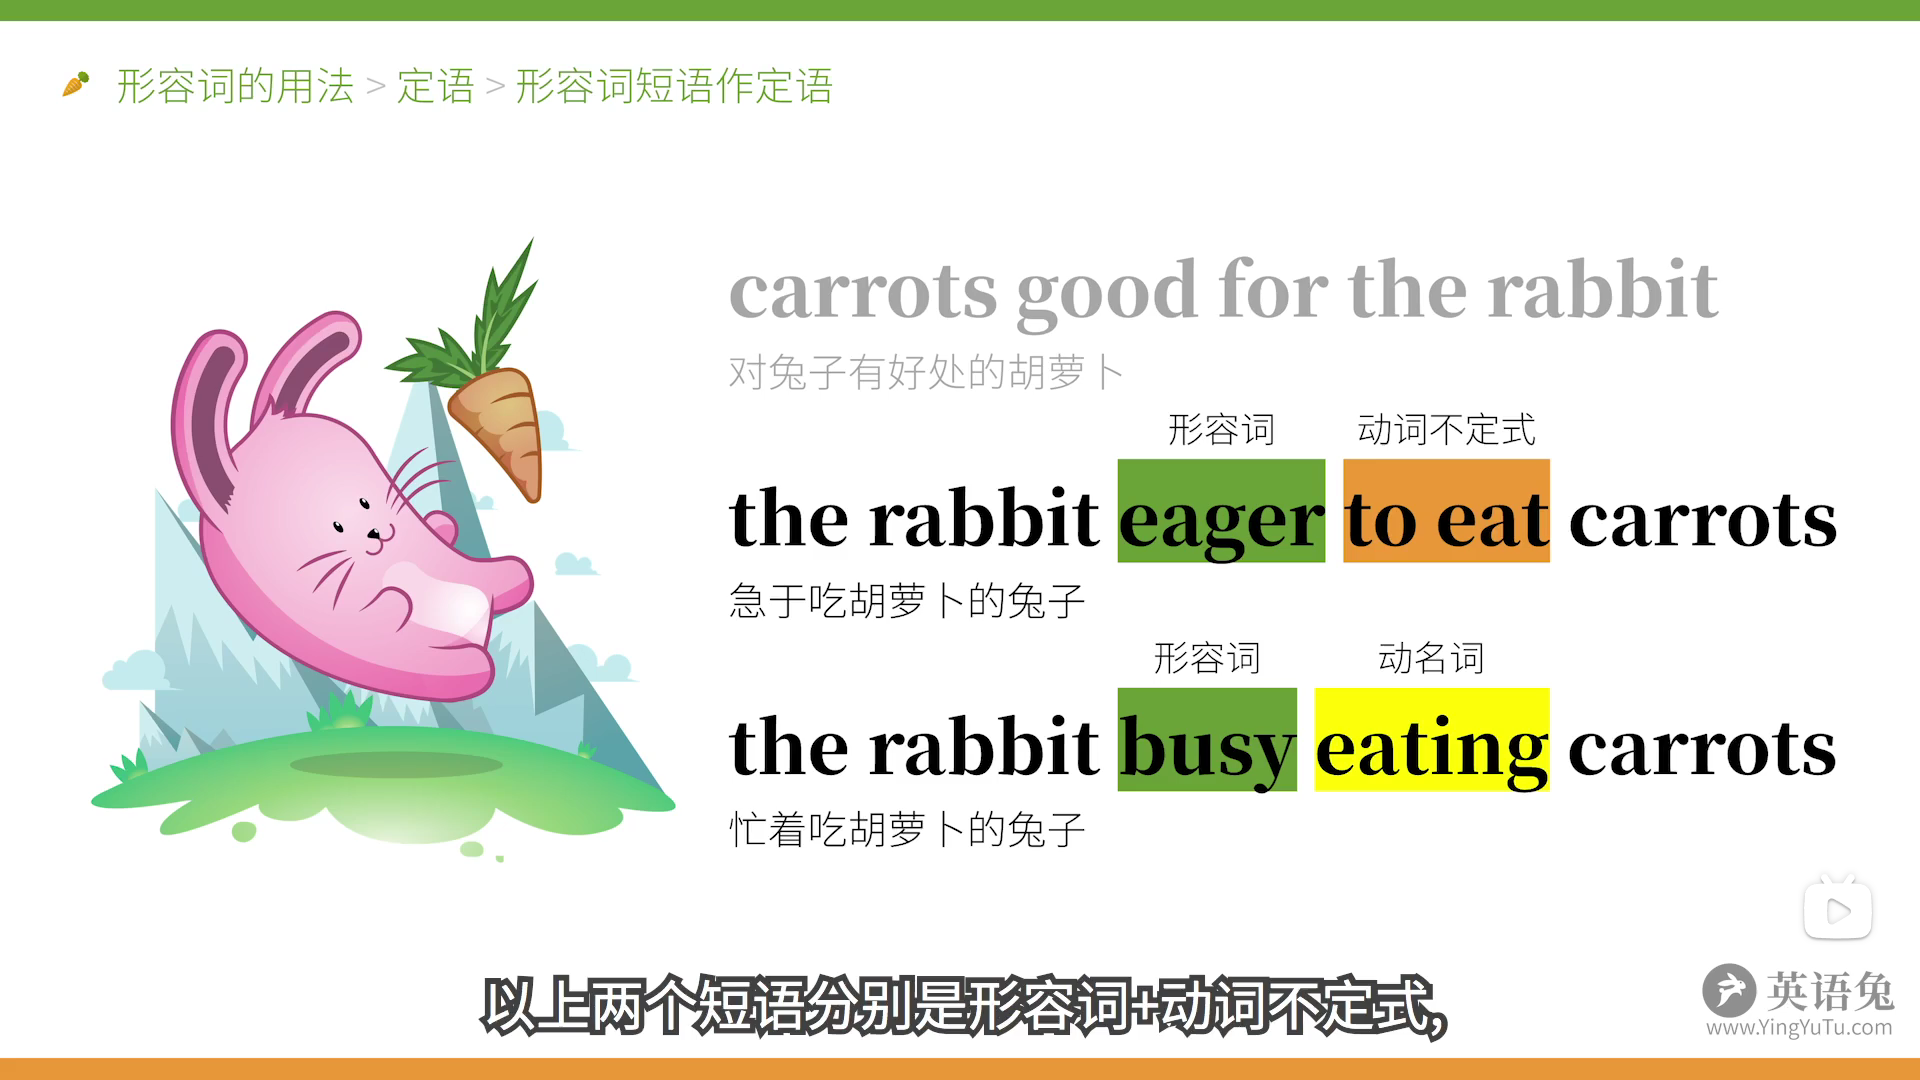 形容词的用法 > 定语 > 形容词短语作定语
carrots good for the rabbit
对兔子有好处的胡萝卜
形容词 动词不定式
the rabbit eager to eat carrots
急于吃胡萝卜的兔子
形容词 动名词
the rabbit busy eating carrots
忙着吃胡萝卜的兔子
以上两个短语分别是形容词+动词不定式,
英语兔
www.YingYuTu.com